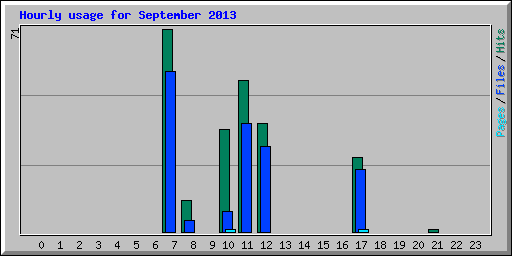 Hourly usage for September 2013
71
Pages/Files/Hits
0 1 2 3 4 5 6 7 8 9 10 11 12 13 14 15 16 17 18 19 20 21 22 23